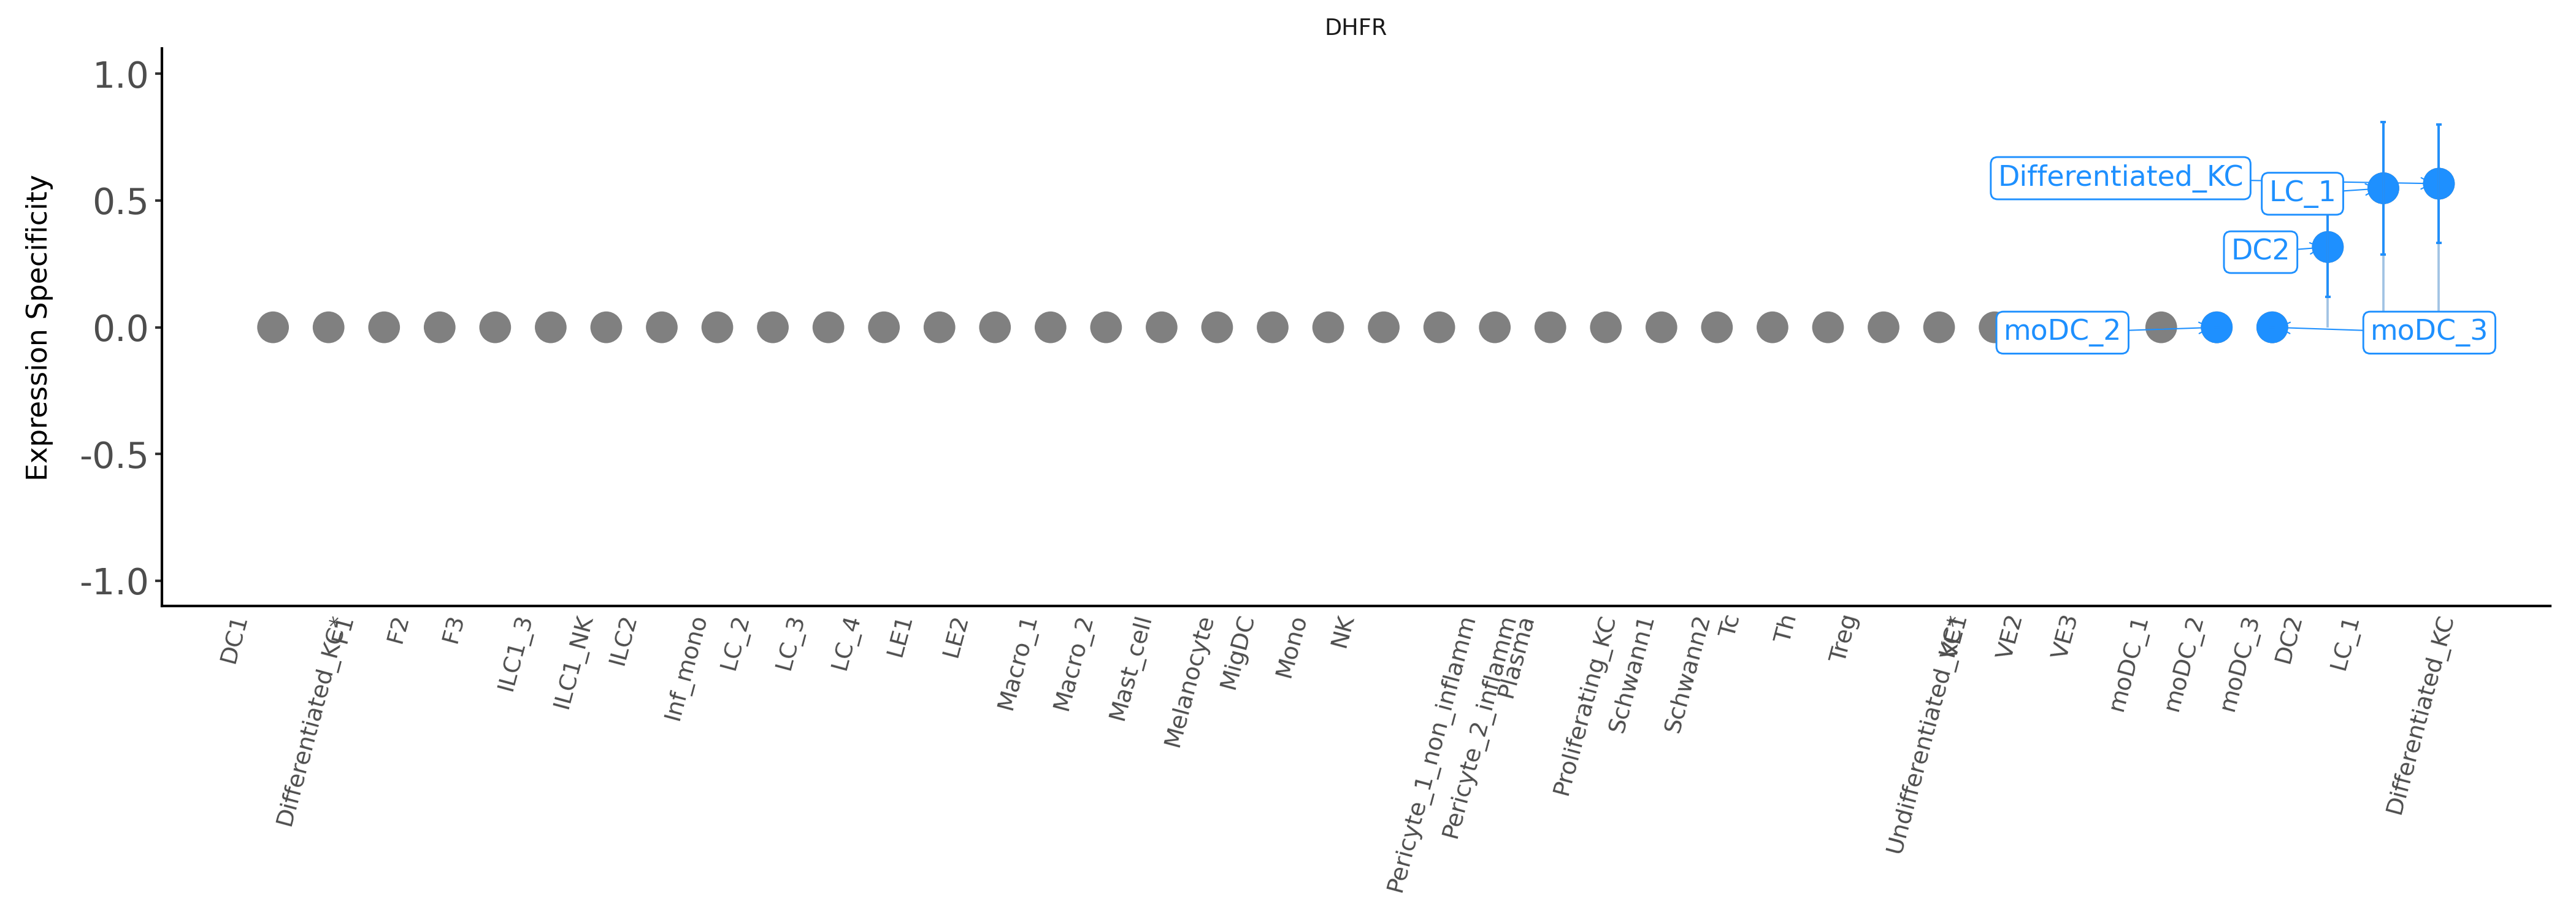 DHFR
Expression Specificity
1.0
0.5
0.0
-0.5
-1.0
Differentiated_KC
LC_1
DC2
moDC_2
moDC_3
DC1
Differentiated_KC*
F1
F2
F3
ILC1_3
ILC1_NK
ILC2
Inf_mono
LC_2
LC_3
LC_4
LE1
LE2
Macro_1
Macro_2
Mast_cell
Melanocyte
MigDC
Mono
NK
Pericyte_1_non_inflamm
Pericyte_2_inflamm
Plasma
Proliferating_KC
Schwann1
Schwann2
Tc
Th
Treg
Undifferentiated_KC*
VE1
VE2
VE3
moDC_1
moDC_2
moDC_3
DC2
LC_1
Differentiated_KC